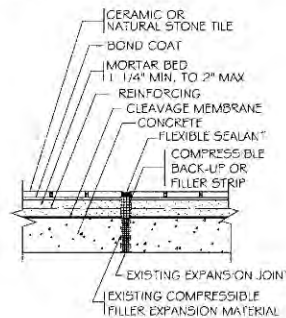 CERAMIC OR
NATURAL STONE TILE
BOND COAT
MORTAR BED
1 1/4" MIN, TO 2" MAX
REINFORCING
CLEAVAGE MEMBRANE
CONCRETE
FLEXIBLE SEALANT
COMPRESSIBLE
BACK-UP OR
FILLER STRIP
EXISTING EXPANSION JOINT
EXISTING COMPRESSIBLE
FILLER EXPANSION MATERIAL